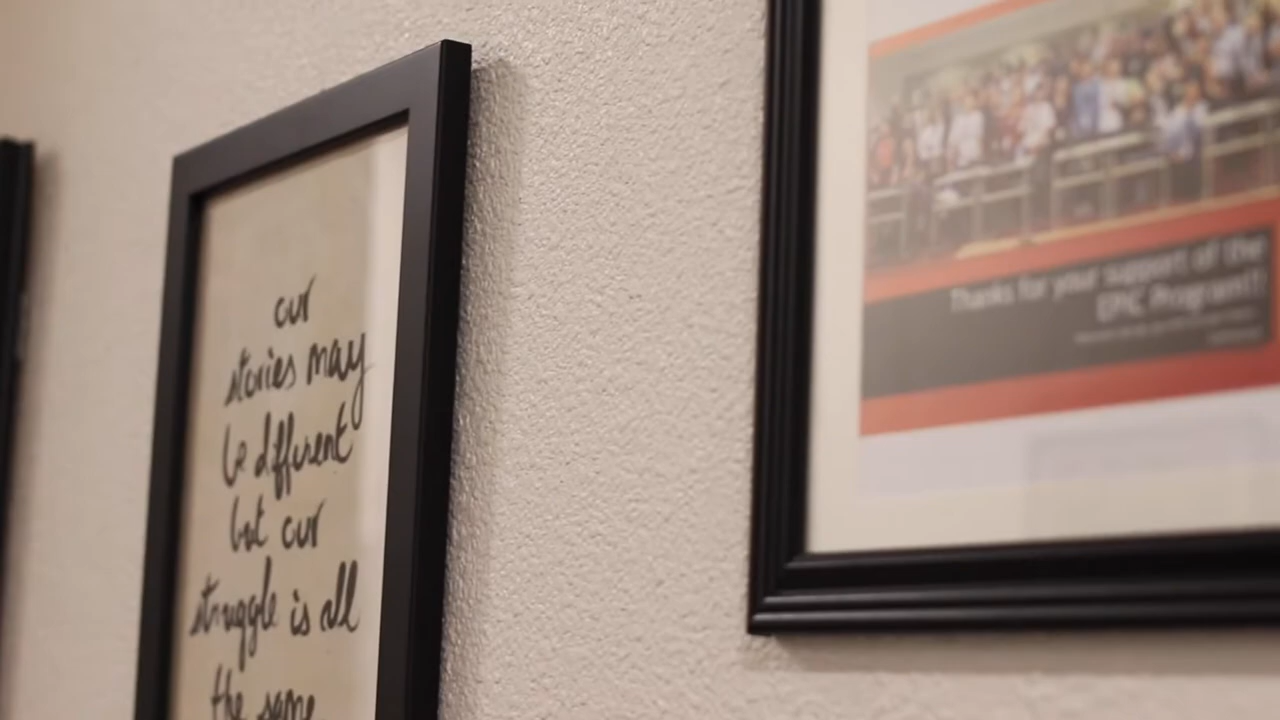 our
stories may
be different
but our
struggle is all
the same
Thanks for your support of the
EPIC Program!!